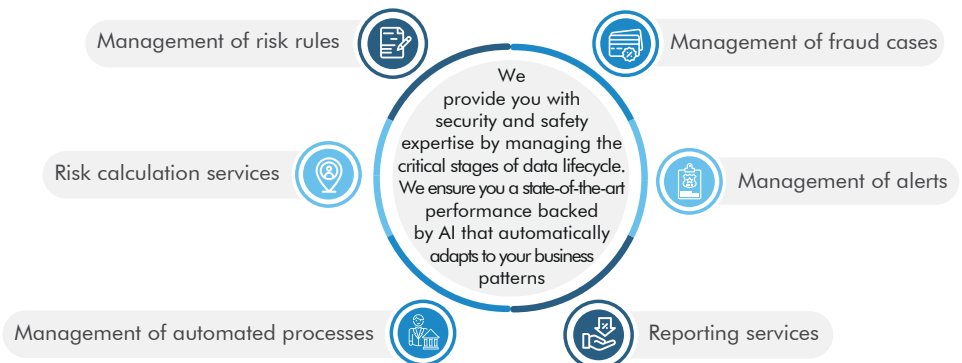 Management of risk rules
Management of fraud cases
We
provide you with
security and safety
expertise by managing the
critical stages of data lifecycle.
We ensure you a state-of-the-art
performance backed
by AI that automatically
adapts to your business
patterns
Risk calculation services
Management of alerts
Management of automated processes
Reporting services